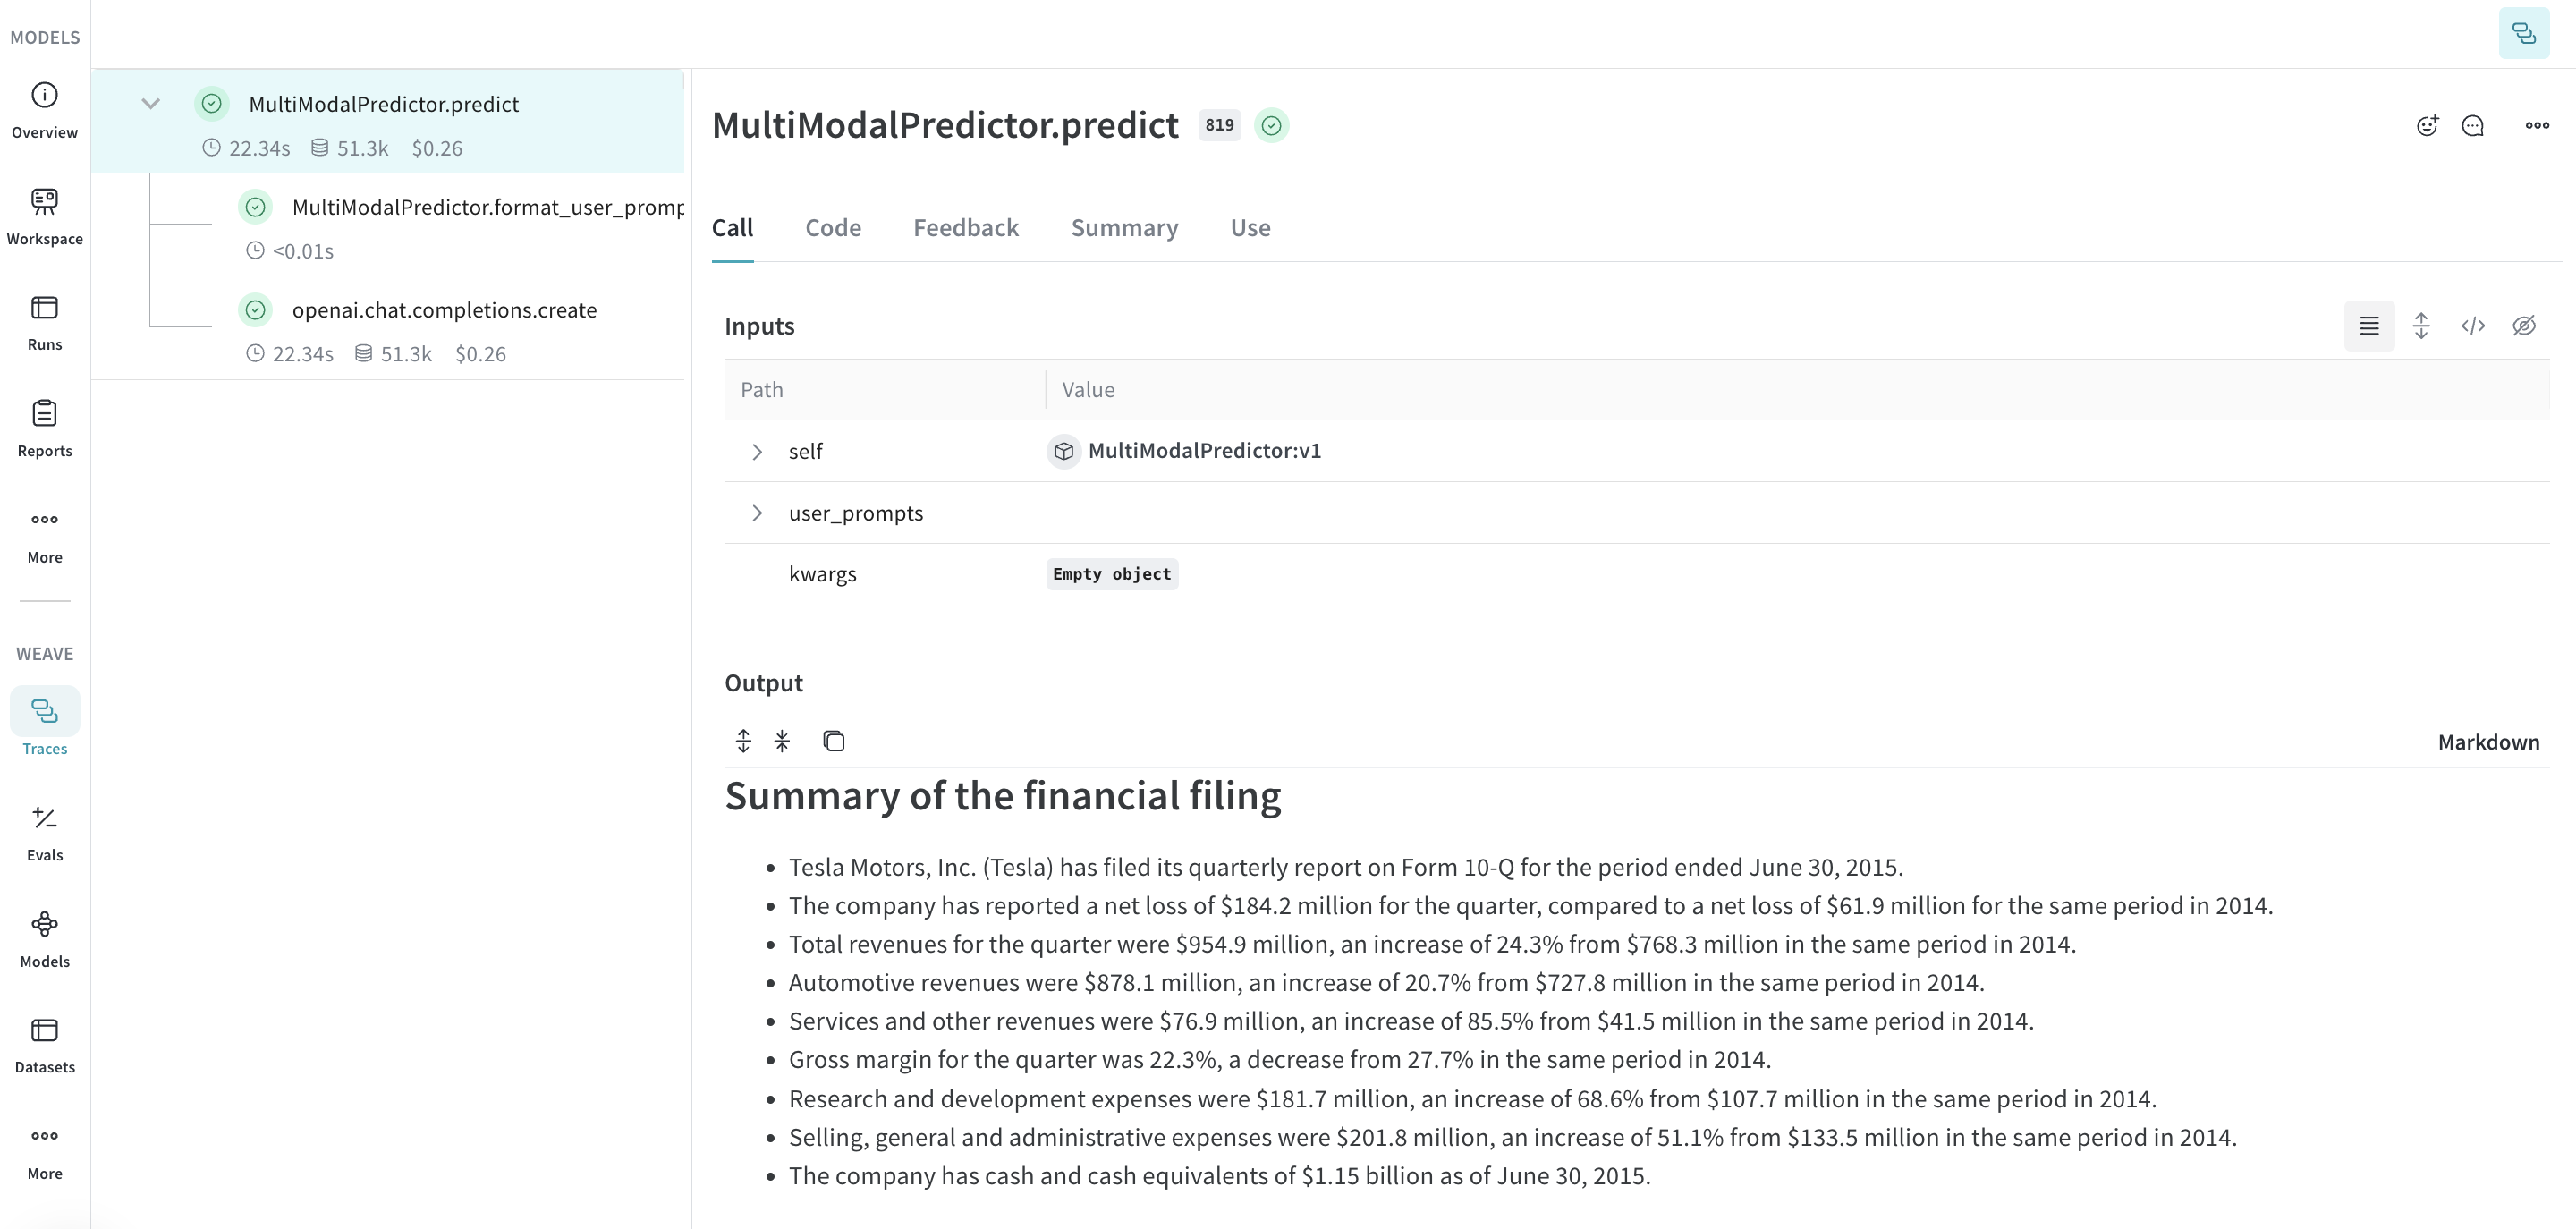 MODELS
Overview
Workspace
Runs
Reports
More
WEAVE
Traces
Evals
Models
Datasets
More
MultiModalPredictor.predict
22.34s 51.3k $0.26
MultiModalPredictor.format_user_promp
<0.01s
openai.chat.completions.create
22.34s 51.3k $0.26
MultiModalPredictor.predict 819
Call Code Feedback Summary Use
Inputs
Path Value
self MultiModalPredictor:v1
user_prompts
kwargs Empty object
Output
Markdown
Summary of the financial filing
• Tesla Motors, Inc. (Tesla) has filed its quarterly report on Form 10-Q for the period ended June 30, 2015.
• The company has reported a net loss of $184.2 million for the quarter, compared to a net loss of $61.9 million for the same period in 2014.
• Total revenues for the quarter were $954.9 million, an increase of 24.3% from $768.3 million in the same period in 2014.
• Automotive revenues were $878.1 million, an increase of 20.7% from $727.8 million in the same period in 2014.
• Services and other revenues were $76.9 million, an increase of 85.5% from $41.5 million in the same period in 2014.
• Gross margin for the quarter was 22.3%, a decrease from 27.7% in the same period in 2014.
• Research and development expenses were $181.7 million, an increase of 68.6% from $107.7 million in the same period in 2014.
• Selling, general and administrative expenses were $201.8 million, an increase of 51.1% from $133.5 million in the same period in 2014.
• The company has cash and cash equivalents of $1.15 billion as of June 30, 2015.